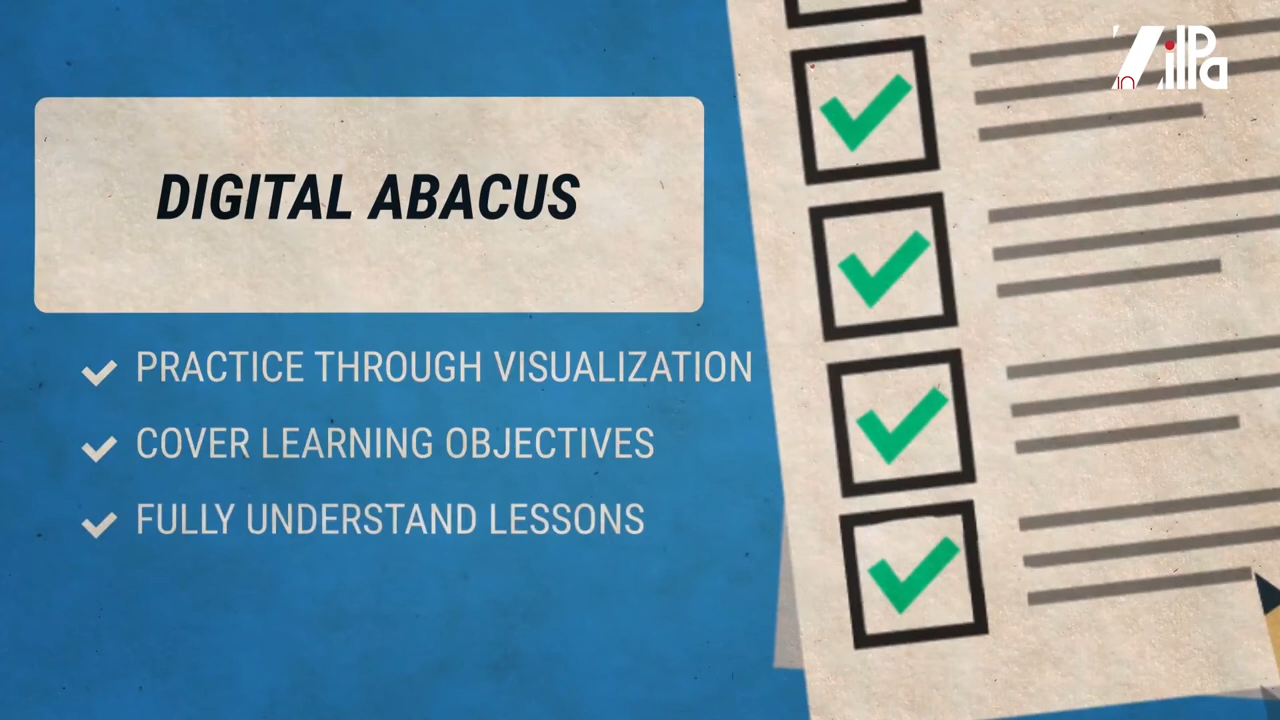 DIGITAL ABACUS
PRACTICE THROUGH VISUALIZATION
COVER LEARNING OBJECTIVES
FULLY UNDERSTAND LESSONS